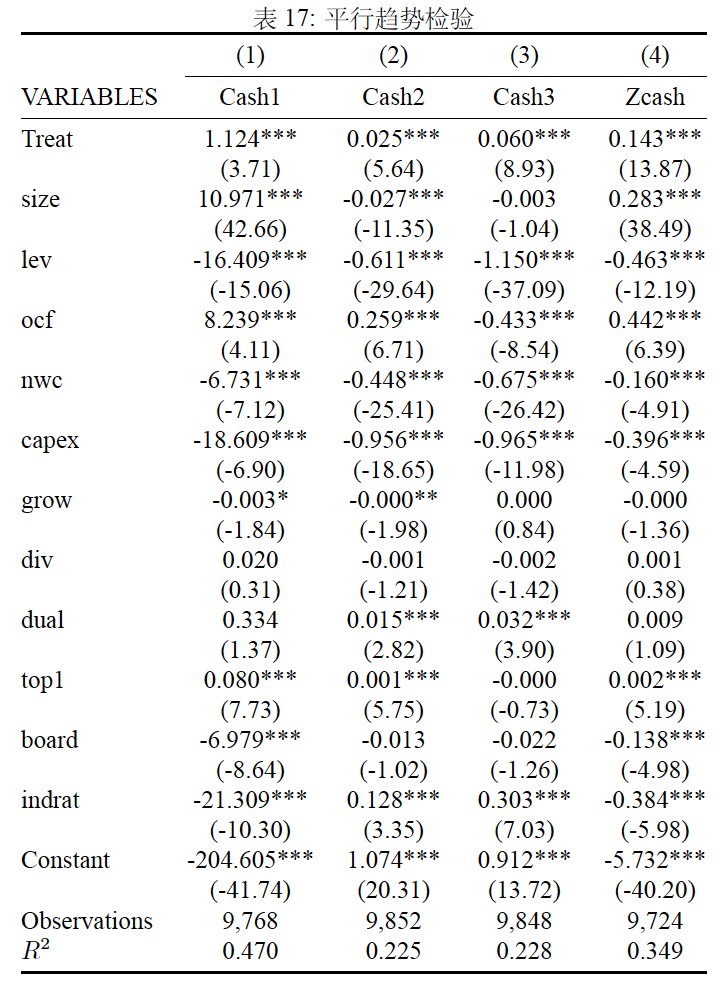 表 17: 平行趋势检验
(1) (2) (3) (4)
VARIABLES Cash1 Cash2 Cash3 Zcash
Treat 1.124*** 0.025*** 0.060*** 0.143***
(3.71) (5.64) (8.93) (13.87)
size 10.971*** -0.027*** -0.003 0.283***
(42.66) (-11.35) (-1.04) (38.49)
lev -16.409*** -0.611*** -1.150*** -0.463***
(-15.06) (-29.64) (-37.09) (-12.19)
ocf 8.239*** 0.259*** -0.433*** 0.442***
(4.11) (6.71) (-8.54) (6.39)
nwc -6.731*** -0.448*** -0.675*** -0.160***
(-7.12) (-25.41) (-26.42) (-4.91)
capex -18.609*** -0.956*** -0.965*** -0.396***
(-6.90) (-18.65) (-11.98) (-4.59)
grow -0.003* -0.000** 0.000 -0.000
(-1.84) (-1.98) (0.84) (-1.36)
div 0.020 -0.001 -0.002 0.001
(0.31) (-1.21) (-1.42) (0.38)
dual 0.334 0.015*** 0.032*** 0.009
(1.37) (2.82) (3.90) (1.09)
top1 0.080*** 0.001*** -0.000 0.002***
(7.73) (5.75) (-0.73) (5.19)
board -6.979*** -0.013 -0.022 -0.138***
(-8.64) (-1.02) (-1.26) (-4.98)
indrat -21.309*** 0.128*** 0.303*** -0.384***
(-10.30) (3.35) (7.03) (-5.98)
Constant -204.605*** 1.074*** 0.912*** -5.732***
(-41.74) (20.31) (13.72) (-40.20)
Observations 9,768 9,852 9,848 9,724
R² 0.470 0.225 0.228 0.349